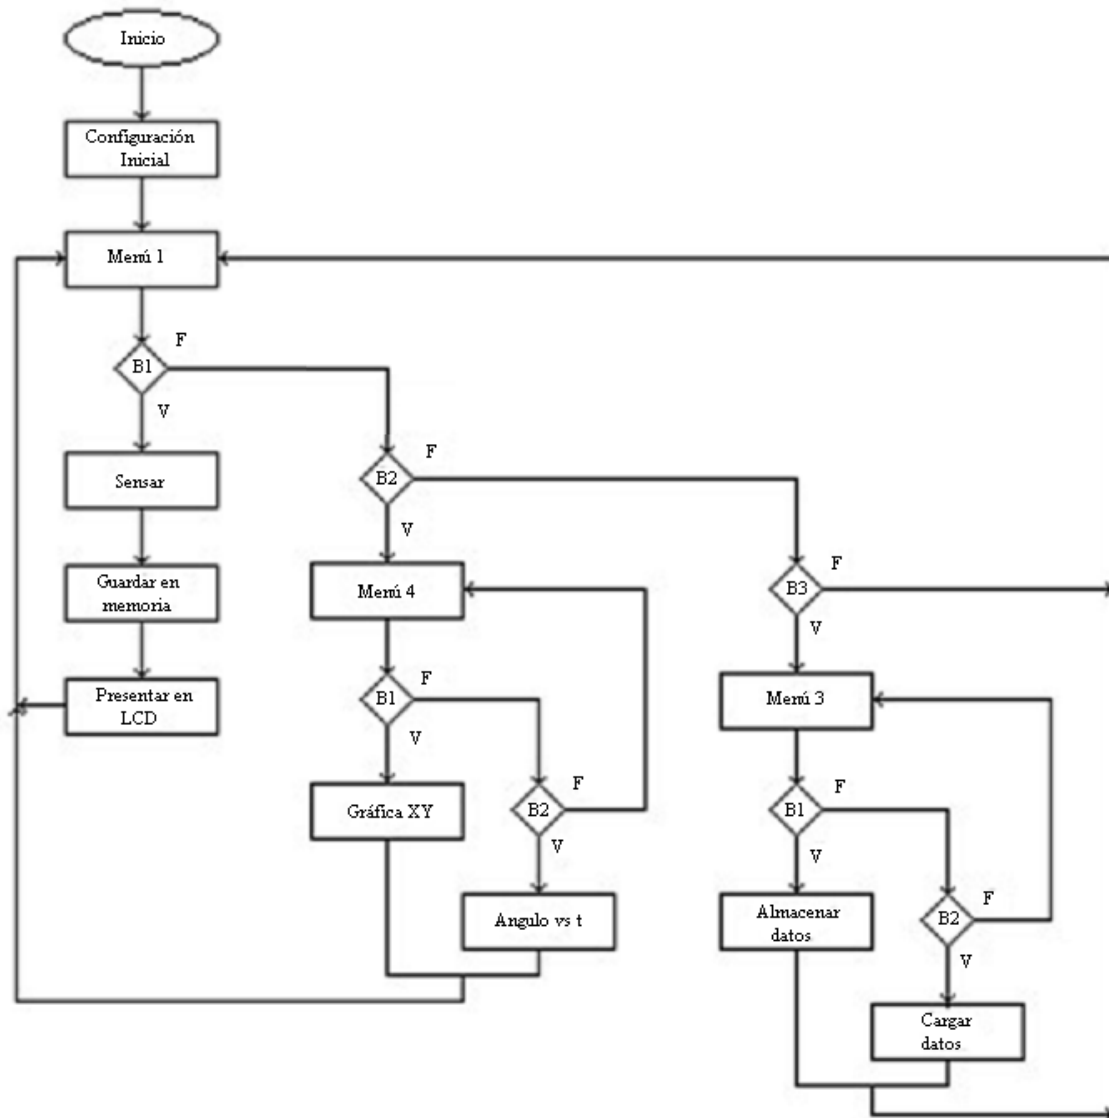 Inicio
Configuración
Inicial
Menú 1
F
B1
V
F
Sensar
B2
V
F
Guardar en
memoria
Menú 4
B3
V
F
Presentar en
LCD
B1
Menú 3
V
F
F
Gráfica XY
B2
B1
V
V
F
Angulo vs t
Almacenar
datos
B2
V
Cargar
datos